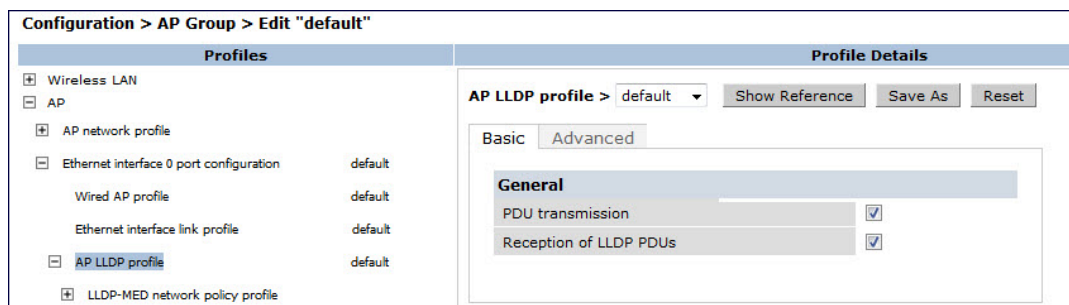 Configuration > AP Group > Edit "default"
Profiles
Profile Details
Wireless LAN
AP
AP network profile
Ethernet interface 0 port configuration default
Wired AP profile default
Ethernet interface link profile default
AP LLDP profile default
LLDP-MED network policy profile
AP LLDP profile > default Show Reference Save As Reset
Basic Advanced
General
PDU transmission
Reception of LLDP PDUs